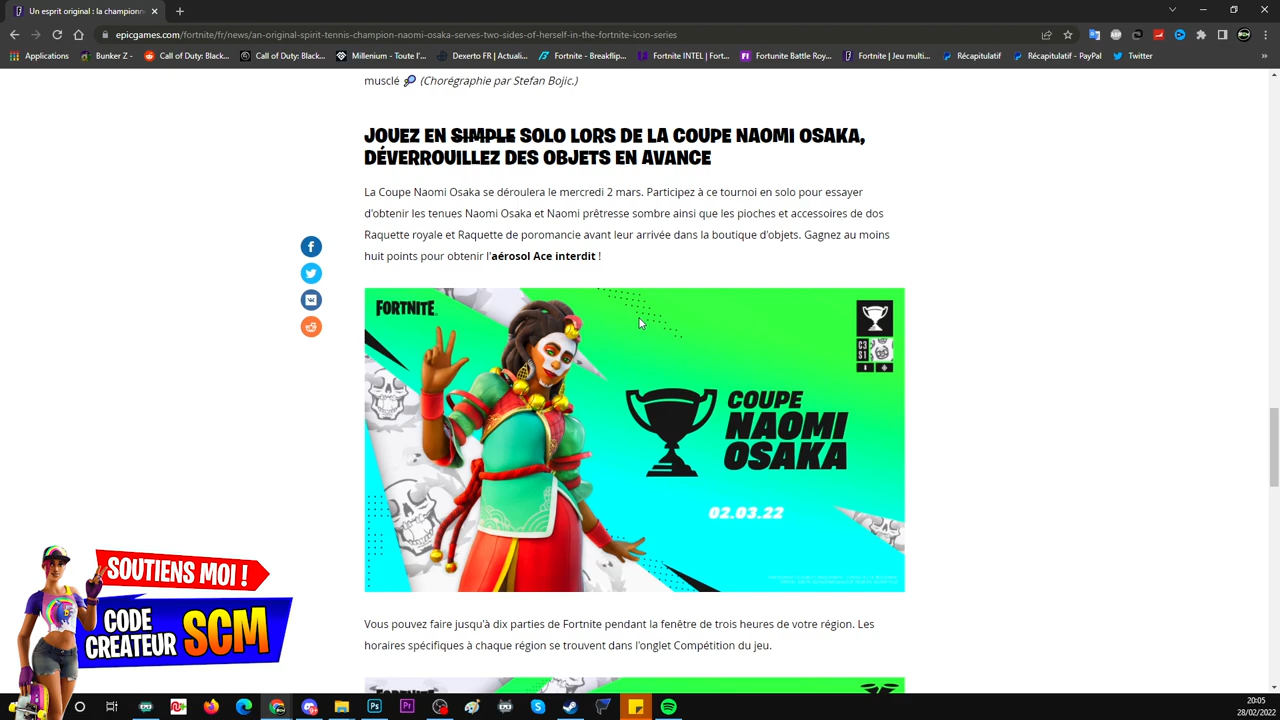 Un esprit original : la championne
epicgames.com/fortnite/fr/news/an-original-spirit-tennis-champion-naomi-osaka-serves-two-sides-of-herself-in-the-fortnite-icon-series
Applications
Bunker Z -
Call of Duty: Black...
Call of Duty: Black...
Millenium - Toute l'...
Dexerto FR | Actuali...
Fortnite - Breakflip...
Fortnite INTEL | Fort...
Fortunite Battle Roy...
Fortnite | Jeu multi...
Récapitulatif
Récapitulatif - PayPal
Twitter
»
musclé (Chorégraphie par Stefan Bojic.)
JOUEZ EN SIMPLE SOLO LORS DE LA COUPE NAOMI OSAKA,
DÉVERROUILLEZ DES OBJETS EN AVANCE
La Coupe Naomi Osaka se déroulera le mercredi 2 mars. Participez à ce tournoi en solo pour essayer
d'obtenir les tenues Naomi Osaka et Naomi prêtresse sombre ainsi que les pioches et accessoires de dos
Raquette royale et Raquette de poromancie avant leur arrivée dans la boutique d'objets. Gagnez au moins
huit points pour obtenir l'aérosol Ace interdit !
FORTNITE
C3
S1
COUPE
NAOMI
OSAKA
02.03.22
Vous pouvez faire jusqu'à dix parties de Fortnite pendant la fenêtre de trois heures de votre région. Les
horaires spécifiques à chaque région se trouvent dans l'onglet Compétition du jeu.
SOUTIENS MOI !
CODE
CREATEUR SCM
20:05
28/02/2022